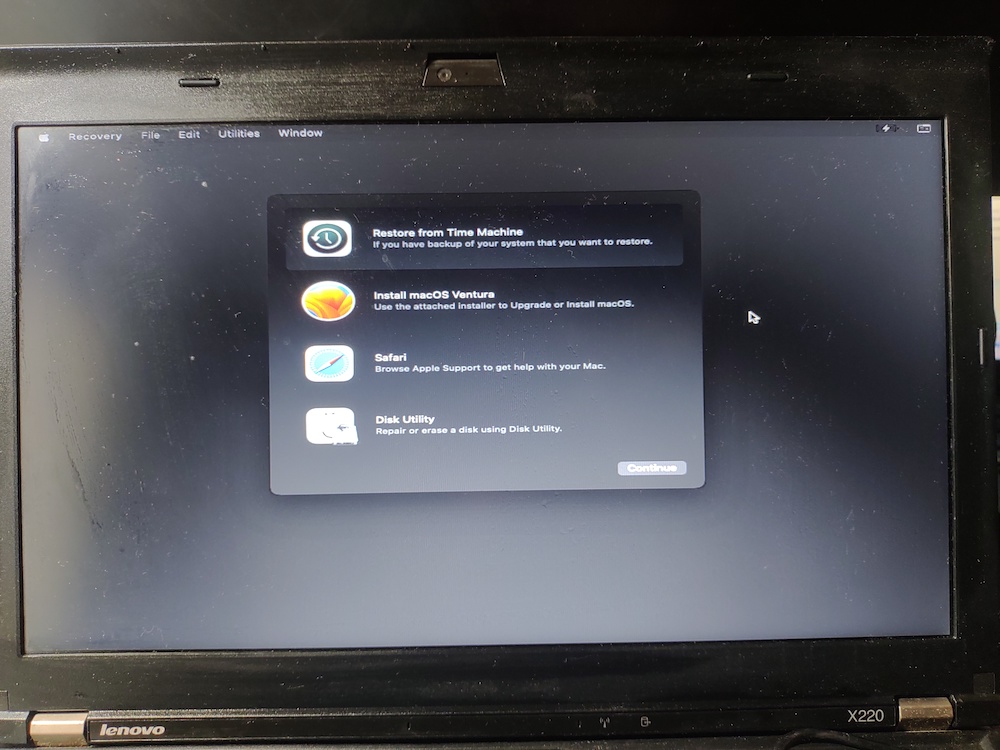 Recovery File Edit Utilities Window
Restore from Time Machine
If you have backup of your system that you want to restore.
Install macOS Ventura
Use the attached installer to Upgrade or Install macOS.
Safari
Browse Apple Support to get help with your Mac.
Disk Utility
Repair or erase a disk using Disk Utility.
Continue
lenovo
X220